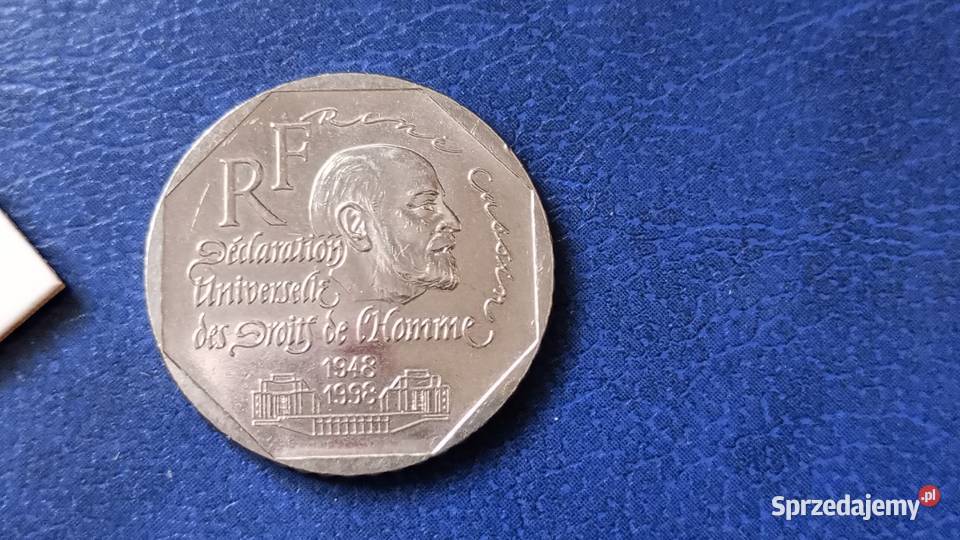 RF
René Cassin
Déclaration
Universelle
des Droits de l'Homme
1948
1998
Sprzedajemy.pl